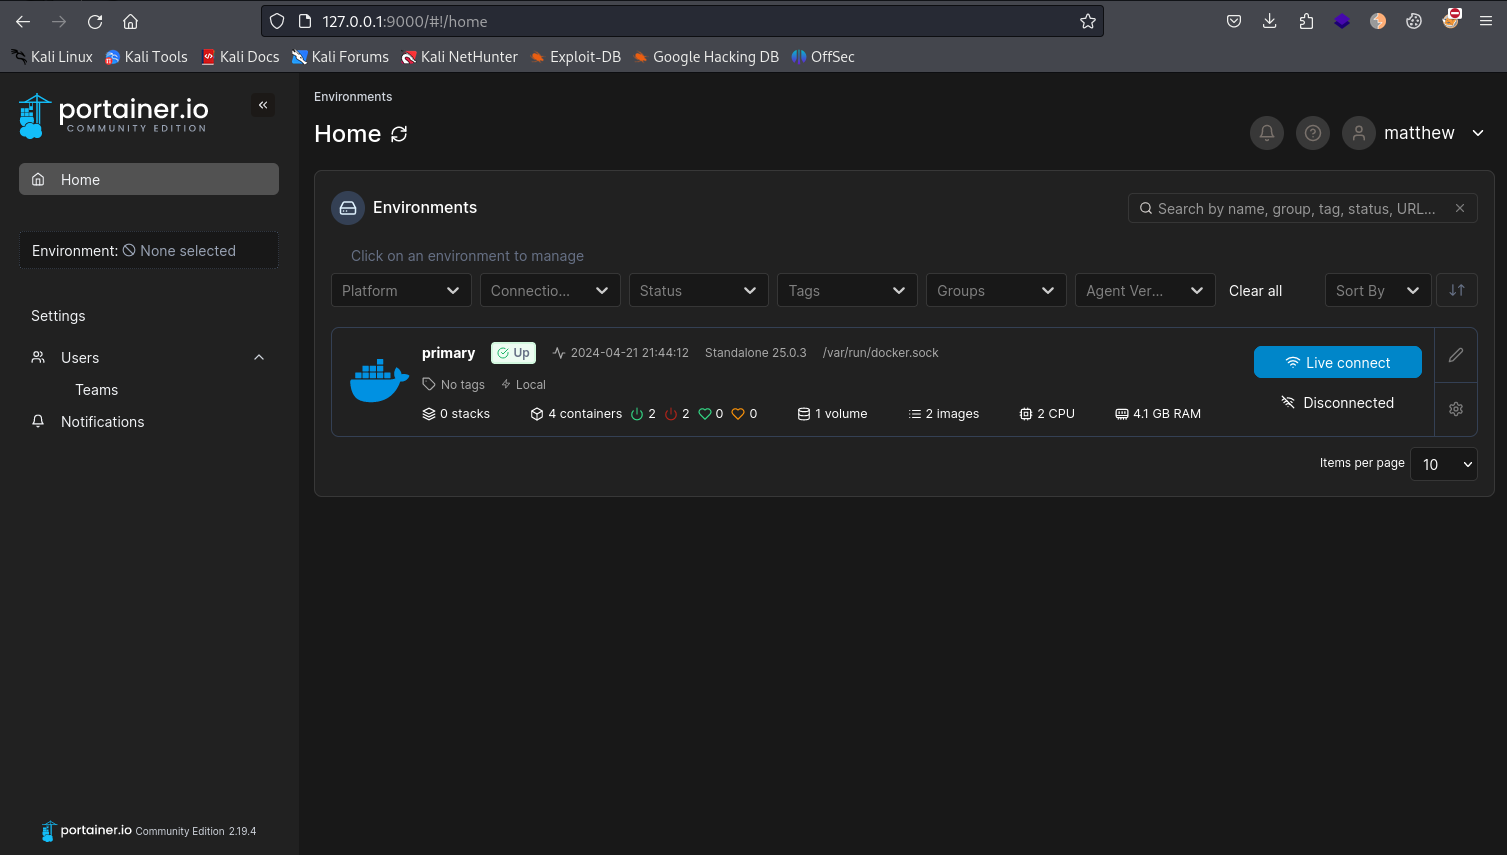 127.0.0.1:9000/#!/home
Kali Linux Kali Tools Kali Docs Kali Forums Kali NetHunter Exploit-DB Google Hacking DB OffSec
portainer.io
COMMUNITY EDITION
Home
Environment: None selected
Settings
Users
Teams
Notifications
portainer.io Community Edition 2.19.4
Environments
Home
matthew
Environments
Search by name, group, tag, status, URL...
Click on an environment to manage
Platform Connectio... Status Tags Groups Agent Ver... Clear all Sort By
primary Up 2024-04-21 21:44:12 Standalone 25.0.3 /var/run/docker.sock
No tags Local
0 stacks 4 containers 2 2 0 0 1 volume 2 images 2 CPU 4.1 GB RAM
Live connect
Disconnected
Items per page 10